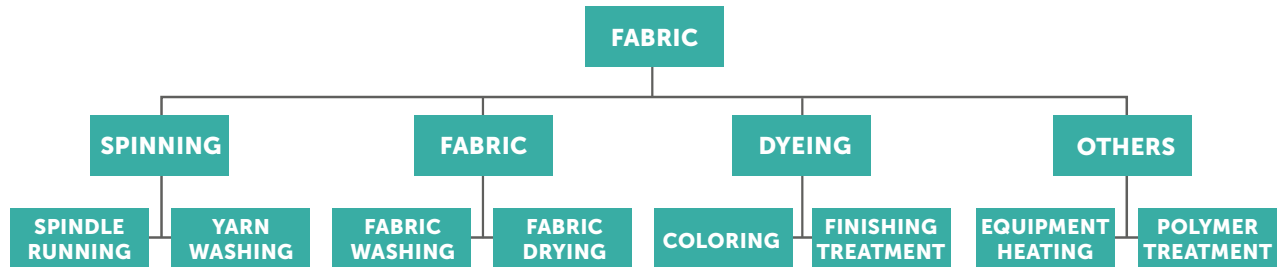 FABRIC
SPINNING
FABRIC
DYEING
OTHERS
SPINDLE
RUNNING
YARN
WASHING
FABRIC
WASHING
FABRIC
DRYING
COLORING
FINISHING
TREATMENT
EQUIPMENT
HEATING
POLYMER
TREATMENT